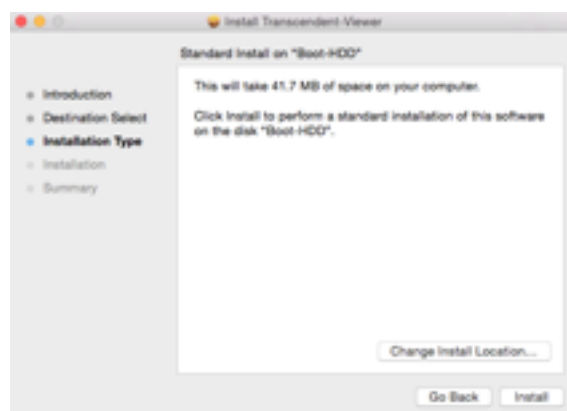 Install Transcendent-Viewer
Standard Install on "Boot-HDD"
Introduction
Destination Select
Installation Type
Installation
Summary
This will take 41.7 MB of space on your computer.
Click Install to perform a standard installation of this software
on the disk "Boot-HDD".
Change Install Location...
Go Back
Install